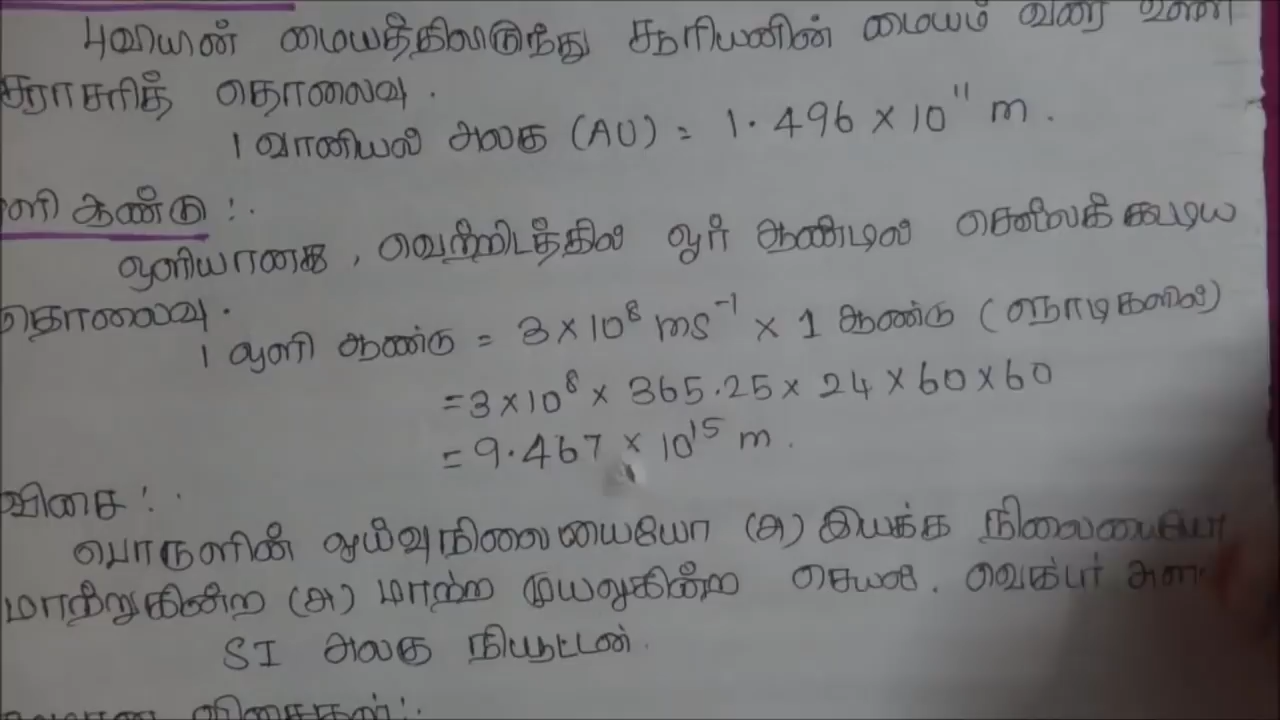 புவியின் மையத்திலிருந்து சூரியனின் மையம் வரை உள்ள
சராசரித் தொலைவு.
1 வானியல் அலகு (AU) = 1.496 × 10¹¹ m.
ளி ஆண்டு :.
ஒளியானது, வெற்றிடத்தில் ஓர் ஆண்டில் செல்லக்கூடிய
தொலைவு.
1 ஒளி ஆண்டு = 3 × 10⁸ ms⁻¹ × 1 ஆண்டு (நொடிகளில்)
= 3 × 10⁸ × 365.25 × 24 × 60 × 60
= 9.467 × 10¹⁵ m.
விசை :.
பொருளின் ஓய்வுநிலையையோ (அ) இயக்க நிலையையோ
மாற்றுகின்ற (அ) மாற்ற முயலுகின்ற செயல். வெக்டர்
SI அலகு நியூட்டன்.
விசைகள் :.